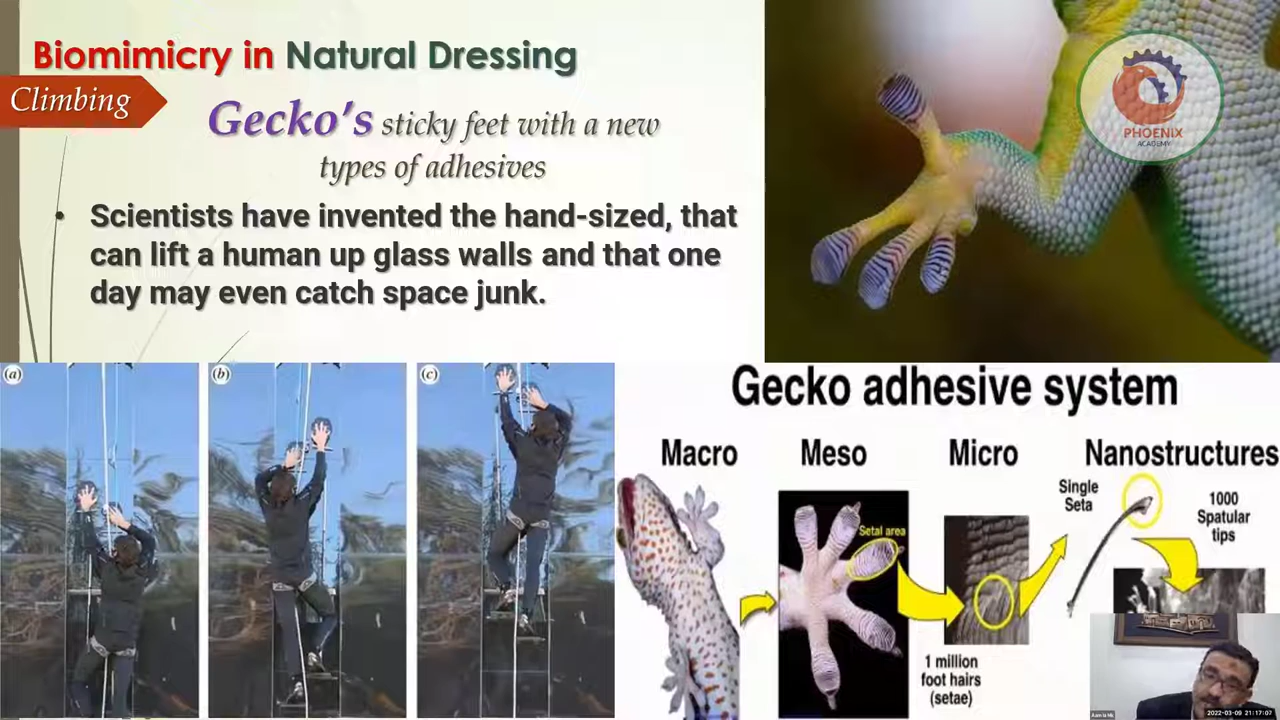 Biomimicry in Natural Dressing
Climbing
Gecko's sticky feet with a new
types of adhesives
• Scientists have invented the hand-sized, that
can lift a human up glass walls and that one
day may even catch space junk.
PHOENIX
ACADEMY
(a)
(b)
(c)
Gecko adhesive system
Macro
Meso
Micro
Nanostructures
Single
Seta
1000
Spatular
tips
Setal area
1 million
foot hairs
(setae)
2022-03-09 21:17:07